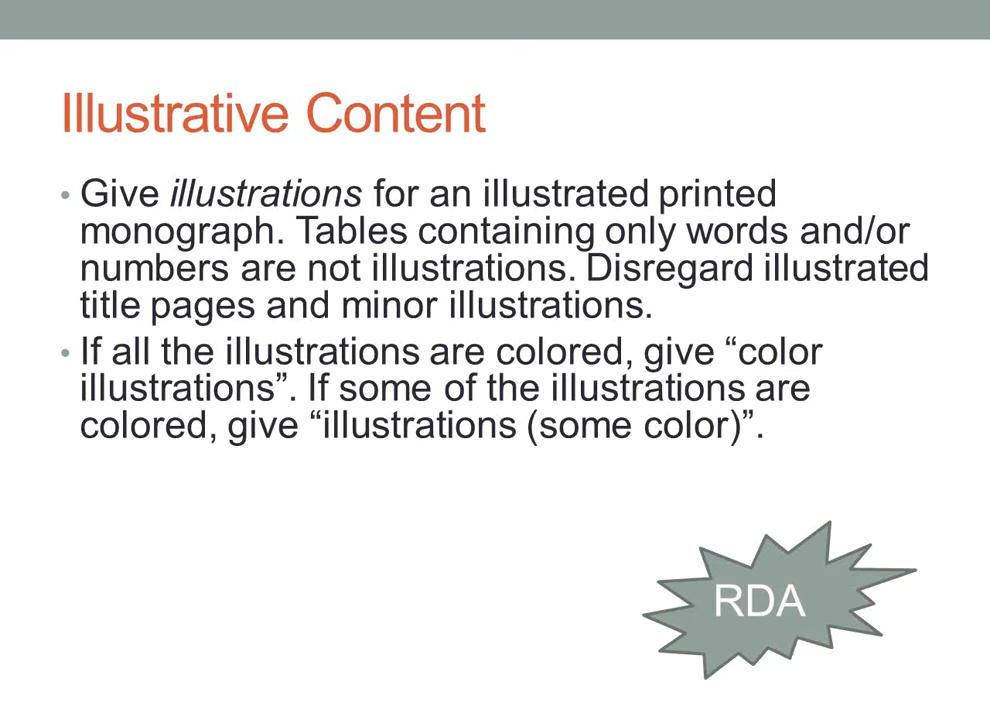 Illustrative Content
• Give illustrations for an illustrated printed
monograph. Tables containing only words and/or
numbers are not illustrations. Disregard illustrated
title pages and minor illustrations.
• If all the illustrations are colored, give “color
illustrations”. If some of the illustrations are
colored, give “illustrations (some color)”.
RDA